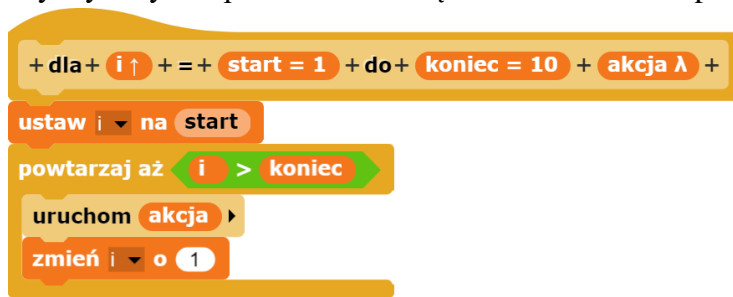 + dla + i ↑ + = + start = 1 + do + koniec = 10 + akcja λ +
ustaw i na start
powtarzaj aż i > koniec
uruchom akcja
zmień i o 1